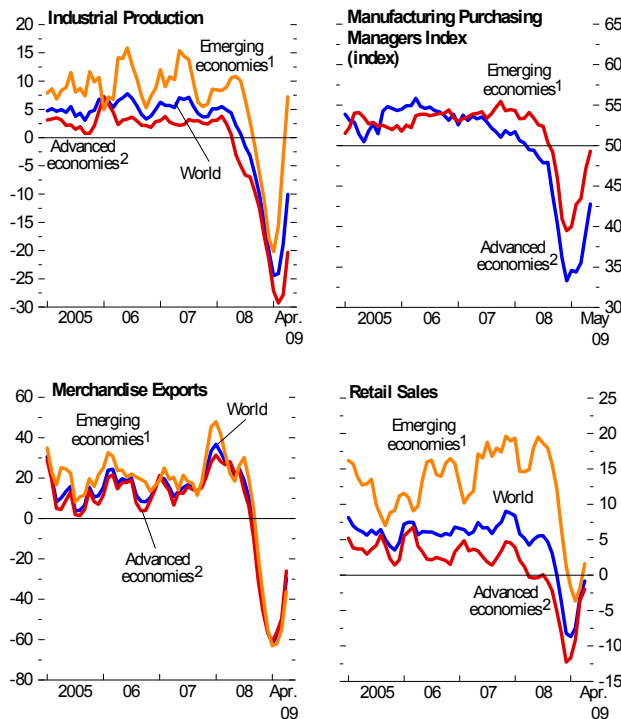 Industrial Production
20
15
10
5
0
-5
-10
-15
-20
-25
-30
Emerging
economies1
Advanced
economies2
World
2005 06 07 08 Apr.
09
Manufacturing Purchasing
Managers Index
(index)
65
60
55
50
45
40
35
30
Emerging
economies1
Advanced
economies2
2005 06 07 08 May
09
Merchandise Exports
60
40
20
0
-20
-40
-60
-80
World
Emerging
economies1
Advanced
economies2
2005 06 07 08 Apr.
09
Retail Sales
25
20
15
10
5
0
-5
-10
-15
Emerging
economies1
World
Advanced
economies2
2005 06 07 08 Apr.
09